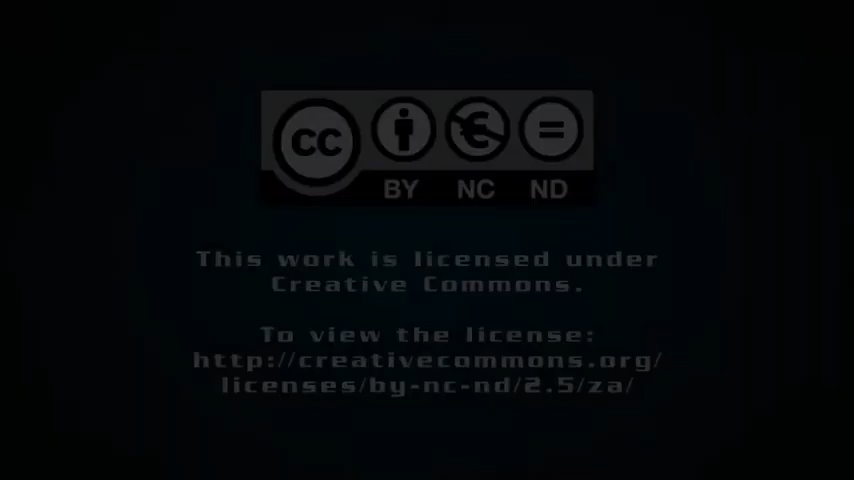 CC
BY NC ND
This work is licensed under
Creative Commons.
To view the license:
http://creativecommons.org/
licenses/by-nc-nd/2.5/za/